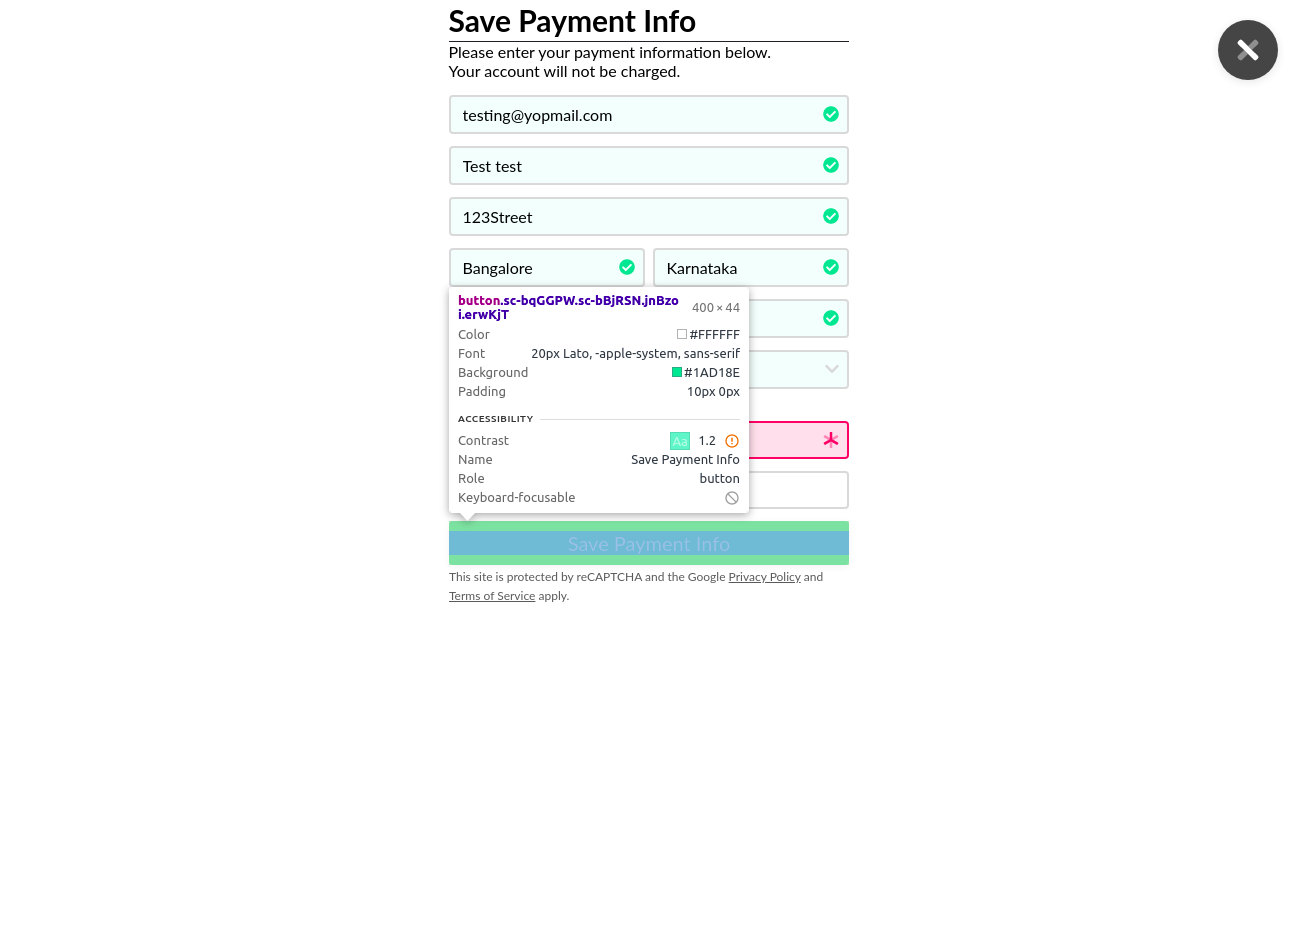 Save Payment Info
Please enter your payment information below.
Your account will not be charged.
testing@yopmail.com
Test test
123Street
Bangalore
Karnataka
button.sc-bqGGPW.sc-bBjRSN.jnBzo
i.erwKjT
400 × 44
Color #FFFFFF
Font 20px Lato, -apple-system, sans-serif
Background #1AD18E
Padding 10px 0px
ACCESSIBILITY
Contrast Aa 1.2
Name Save Payment Info
Role button
Keyboard-focusable
Save Payment Info
This site is protected by reCAPTCHA and the Google Privacy Policy and
Terms of Service apply.